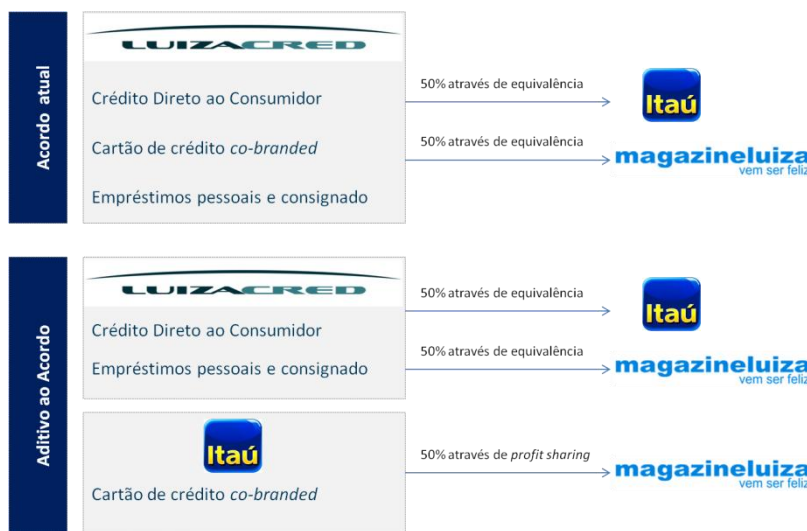 Acordo atual
LUIZACRED
Crédito Direto ao Consumidor
Cartão de crédito co-branded
Empréstimos pessoais e consignado
50% através de equivalência
Itaú
50% através de equivalência
magazineluiza
vem ser feliz
Aditivo ao Acordo
LUIZACRED
Crédito Direto ao Consumidor
Empréstimos pessoais e consignado
50% através de equivalência
Itaú
50% através de equivalência
magazineluiza
vem ser feliz
Itaú
Cartão de crédito co-branded
50% através de profit sharing
magazineluiza
vem ser feliz